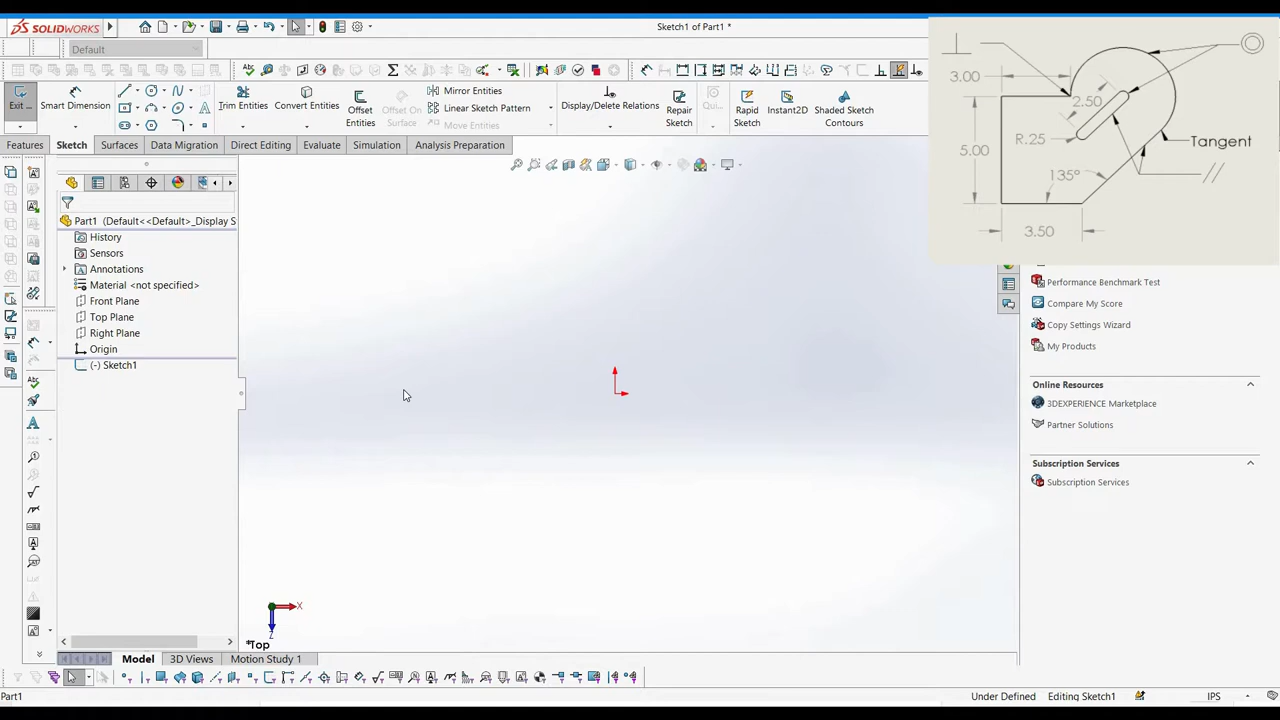 SOLIDWORKS
Sketch1 of Part1 *
Default
Exit ...
Smart Dimension
Trim Entities
Convert Entities
Offset Entities
Offset On Surface
Mirror Entities
Linear Sketch Pattern
Move Entities
Display/Delete Relations
Qui...
Repair Sketch
Rapid Sketch
Instant2D
Shaded Sketch Contours
Features
Sketch
Surfaces
Data Migration
Direct Editing
Evaluate
Simulation
Analysis Preparation
Part1 (Default<<Default>_Display S
History
Sensors
Annotations
Material <not specified>
Front Plane
Top Plane
Right Plane
Origin
(-) Sketch1
3.00
2.50
R.25
5.00
Tangent
135°
3.50
Performance Benchmark Test
Compare My Score
Copy Settings Wizard
My Products
Online Resources
3DEXPERIENCE Marketplace
Partner Solutions
Subscription Services
Subscription Services
X
Z
*Top
Model
3D Views
Motion Study 1
Part1
Under Defined
Editing Sketch1
IPS